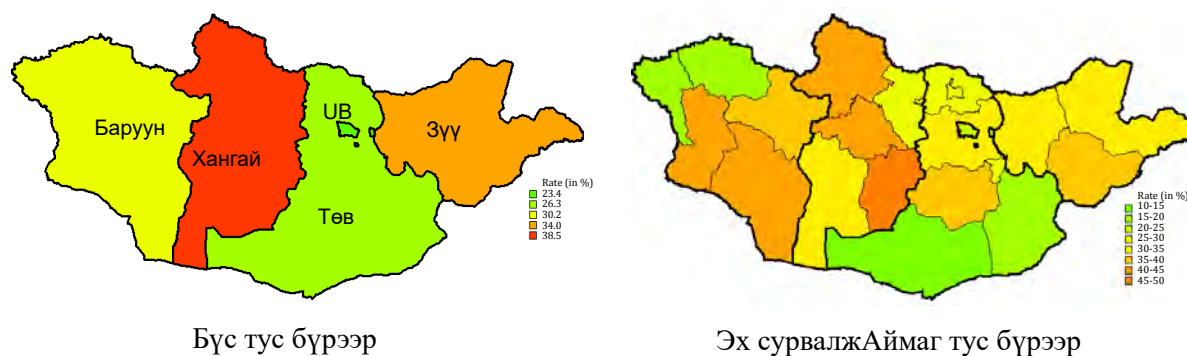 Баруун
Хангай
UB
Зүү
Төв
Rate (in %)
23.4
26.3
30.2
34.0
38.5
Бүс тус бүрээр
Rate (in %)
10-15
15-20
20-25
25-30
30-35
35-40
40-45
45-50
Эх сурвалжАймаг тус бүрээр